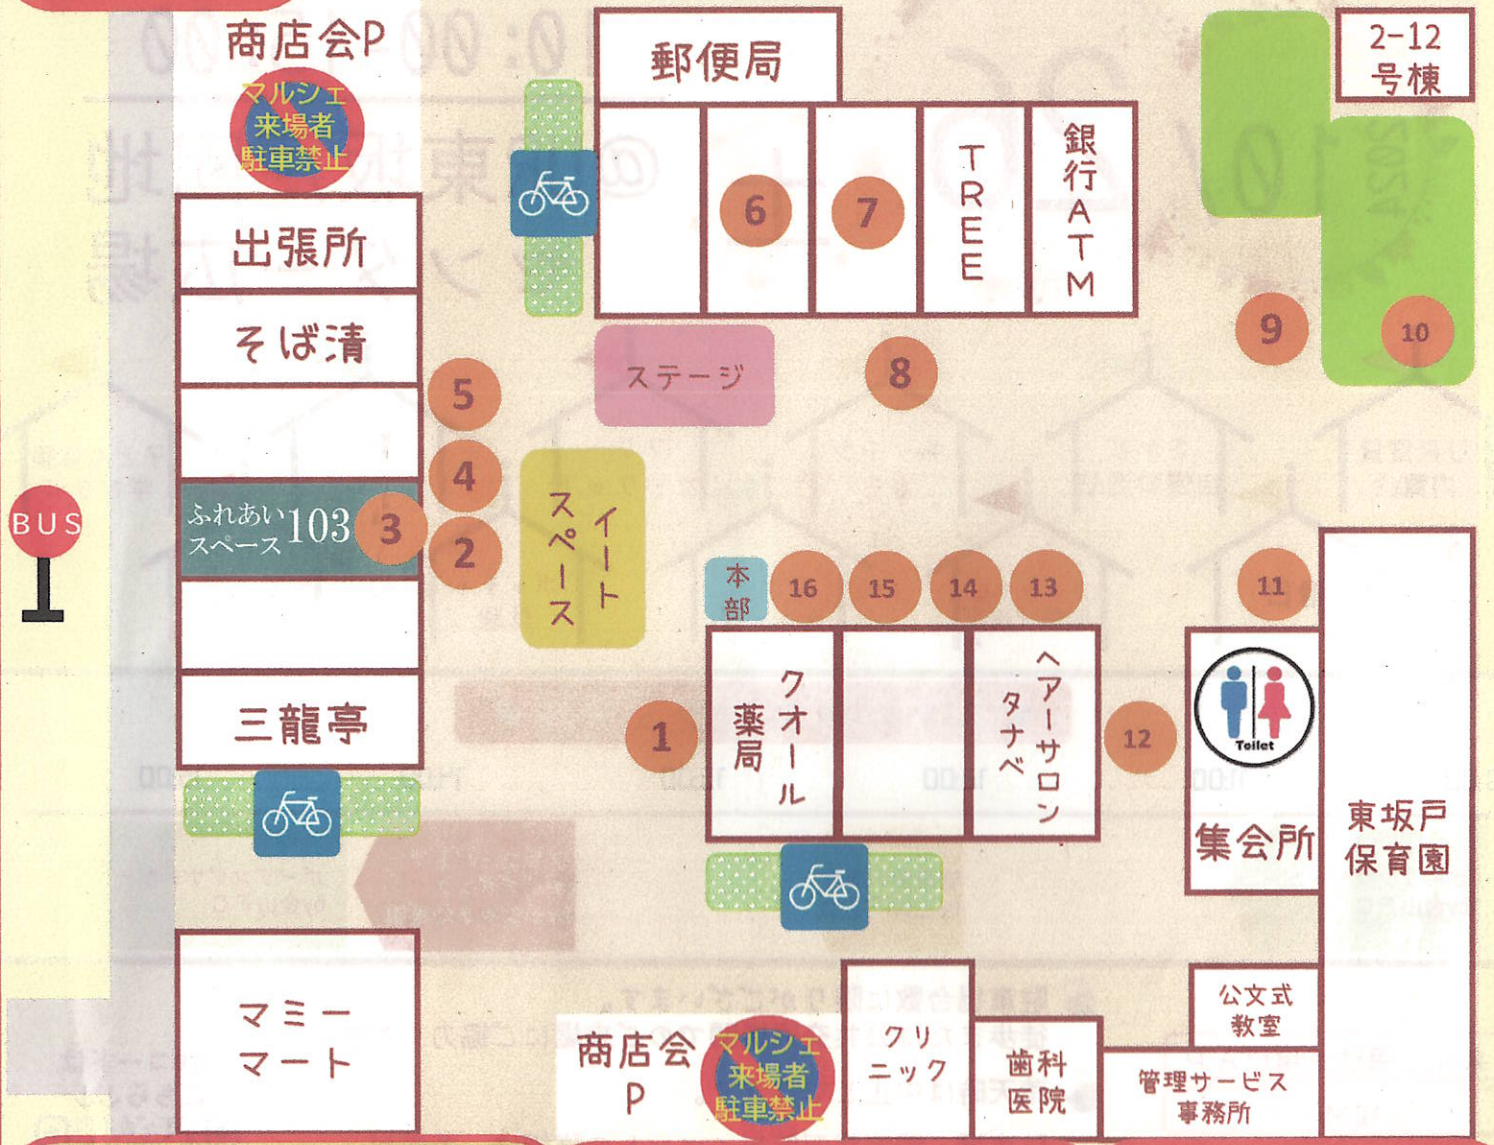 商店会P
マルシェ
来場者
駐車禁止
郵便局
2-12
号棟
出張所
そば清
6
7
TREE
銀行ATM
9
10
ステージ
8
5
4
ふれあい
スペース
103
3
2
BUS
イート
スペース
本部
16
15
14
13
11
三龍亭
1
クオール
薬局
ヘアーサロン
タナベ
12
Toilet
集会所
東坂戸
保育園
マミー
マート
商店会
P
マルシェ
来場者
駐車禁止
クリ
ニック
歯科
医院
公文式
教室
管理サービス
事務所